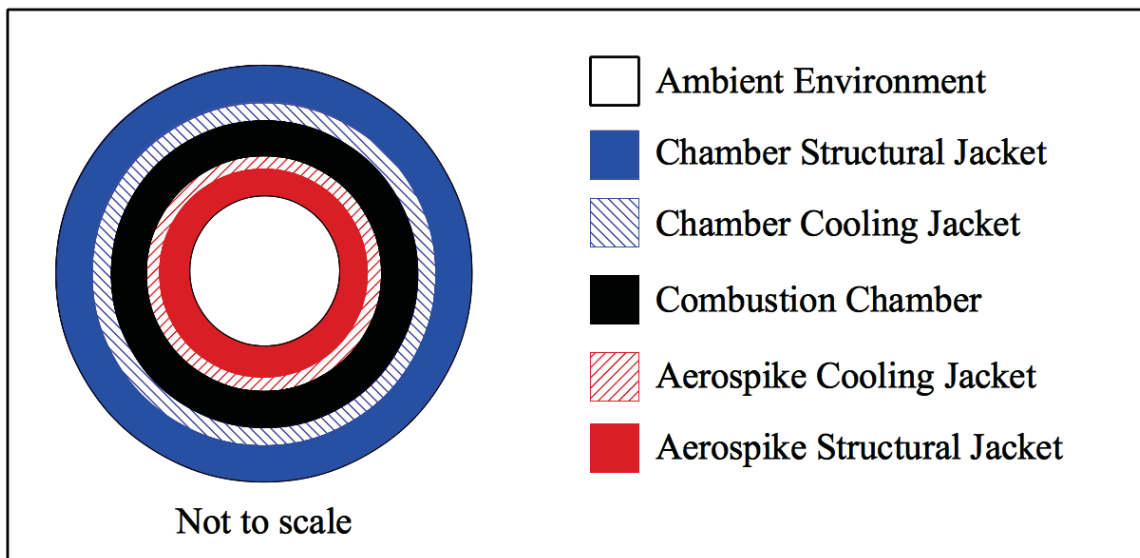 Ambient Environment
Chamber Structural Jacket
Chamber Cooling Jacket
Combustion Chamber
Aerospike Cooling Jacket
Aerospike Structural Jacket
Not to scale